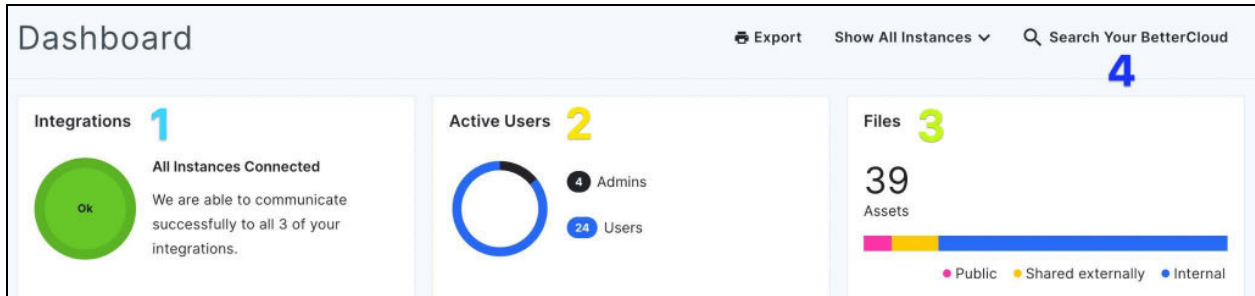 Dashboard
Export
Show All Instances
Search Your BetterCloud
4
Integrations 1
Ok
All Instances Connected
We are able to communicate
successfully to all 3 of your
integrations.
Active Users 2
4 Admins
24 Users
Files 3
39
Assets
Public
Shared externally
Internal